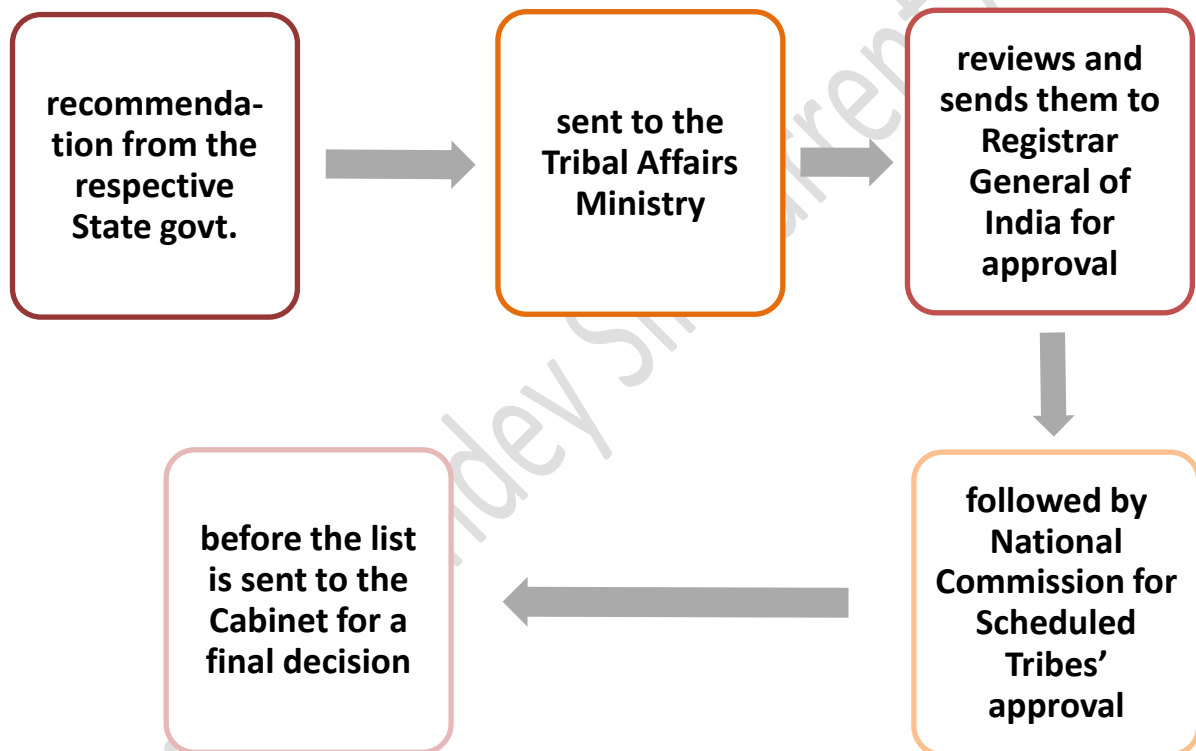 recommenda-
tion from the
respective
State govt.
sent to the
Tribal Affairs
Ministry
reviews and
sends them to
Registrar
General of
India for
approval
followed by
National
Commission for
Scheduled
Tribes’
approval
before the list
is sent to the
Cabinet for a
final decision